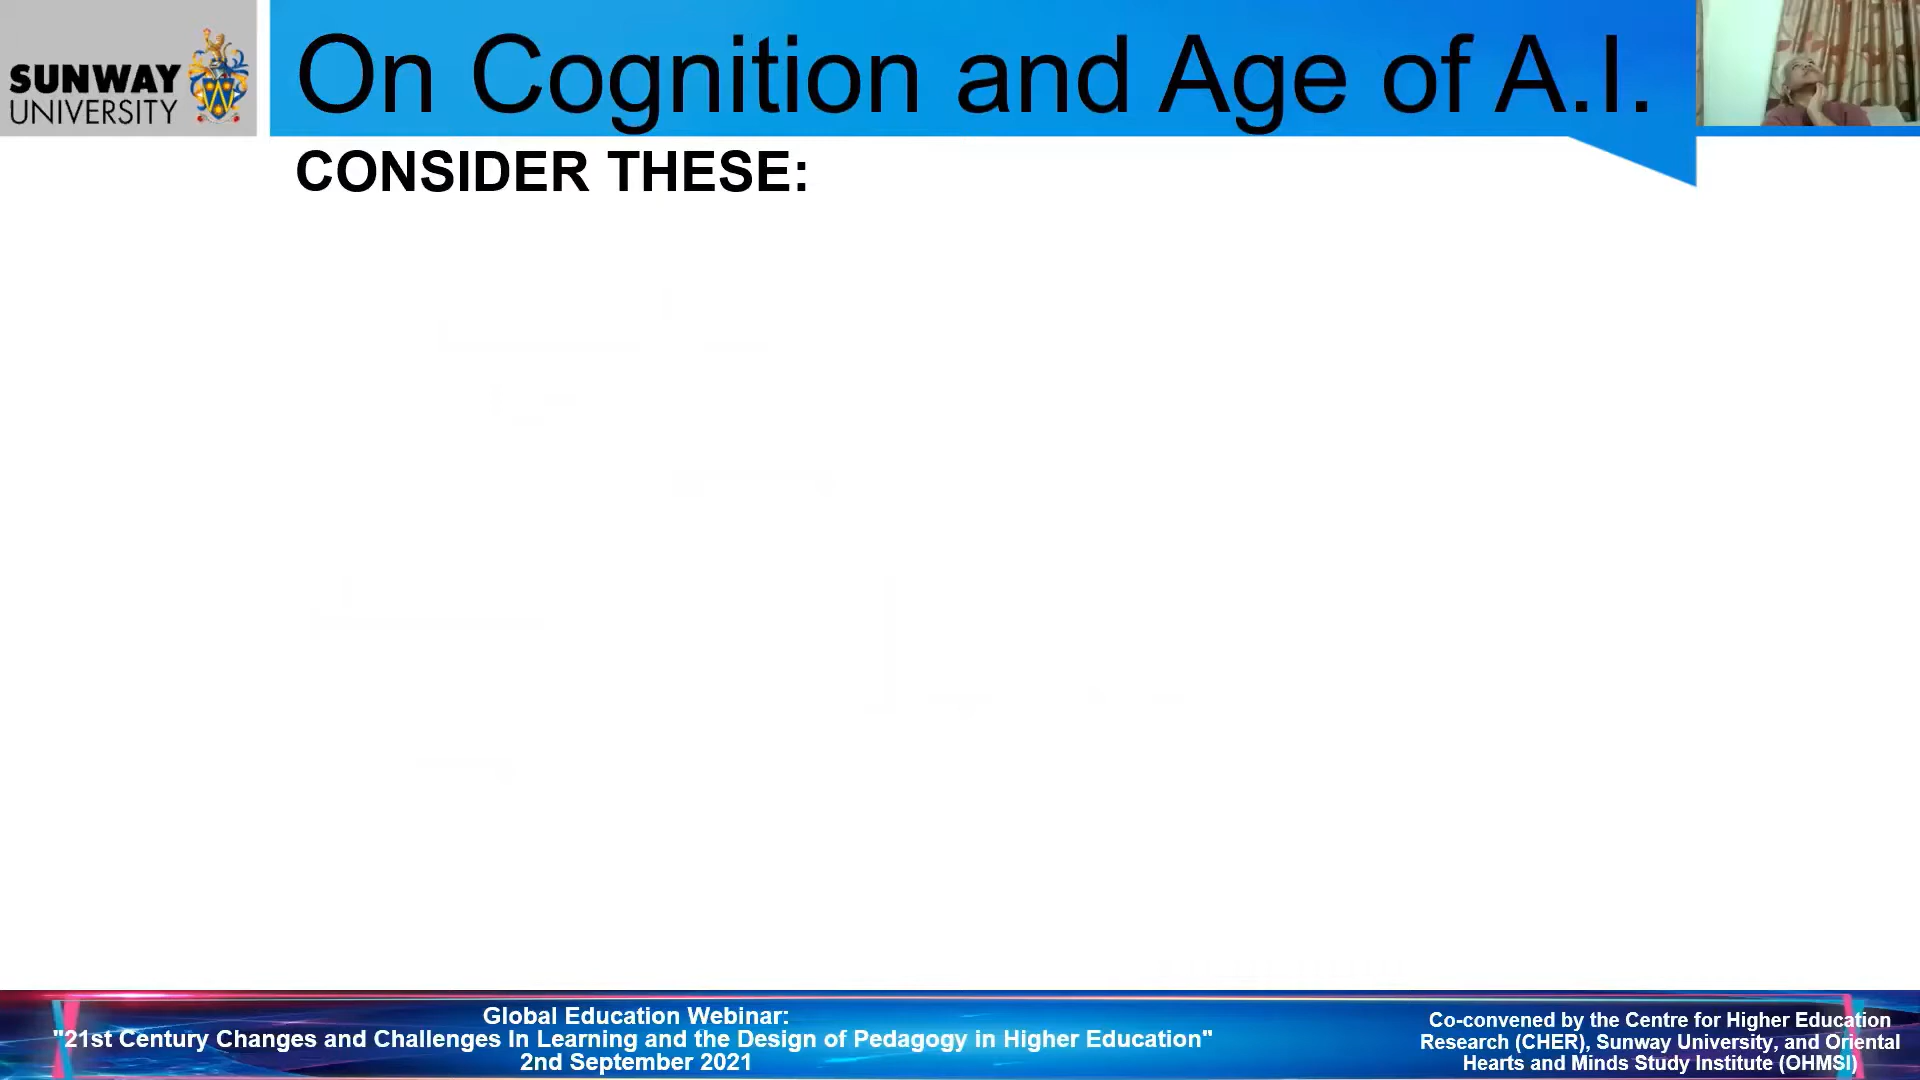 SUNWAY
UNIVERSITY
On Cognition and Age of A.I.
CONSIDER THESE:
Global Education Webinar:
"21st Century Changes and Challenges In Learning and the Design of Pedagogy in Higher Education"
2nd September 2021
Co-convened by the Centre for Higher Education
Research (CHER), Sunway University, and Oriental
Hearts and Minds Study Institute (OHMSI)